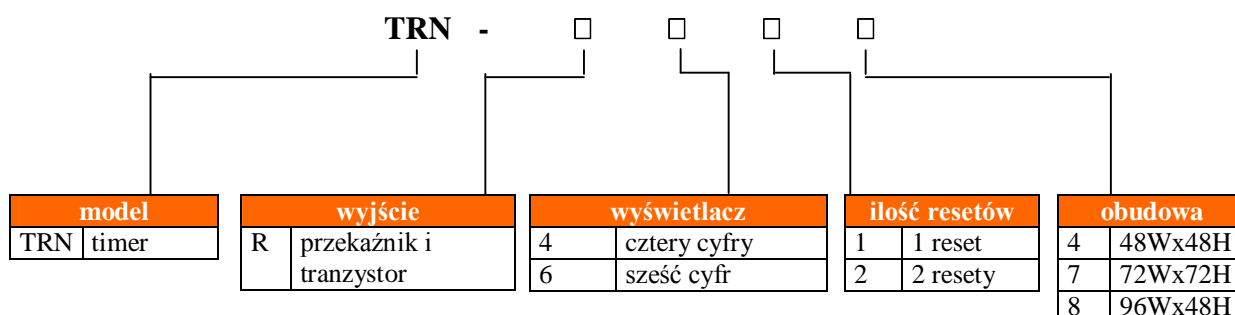 TRN - □ □ □ □
model
TRN timer
wyjście
R przekaźnik i
tranzystor
wyświetlacz
4 cztery cyfry
6 sześć cyfr
ilość resetów
1 1 reset
2 2 resety
obudowa
4 48Wx48H
7 72Wx72H
8 96Wx48H